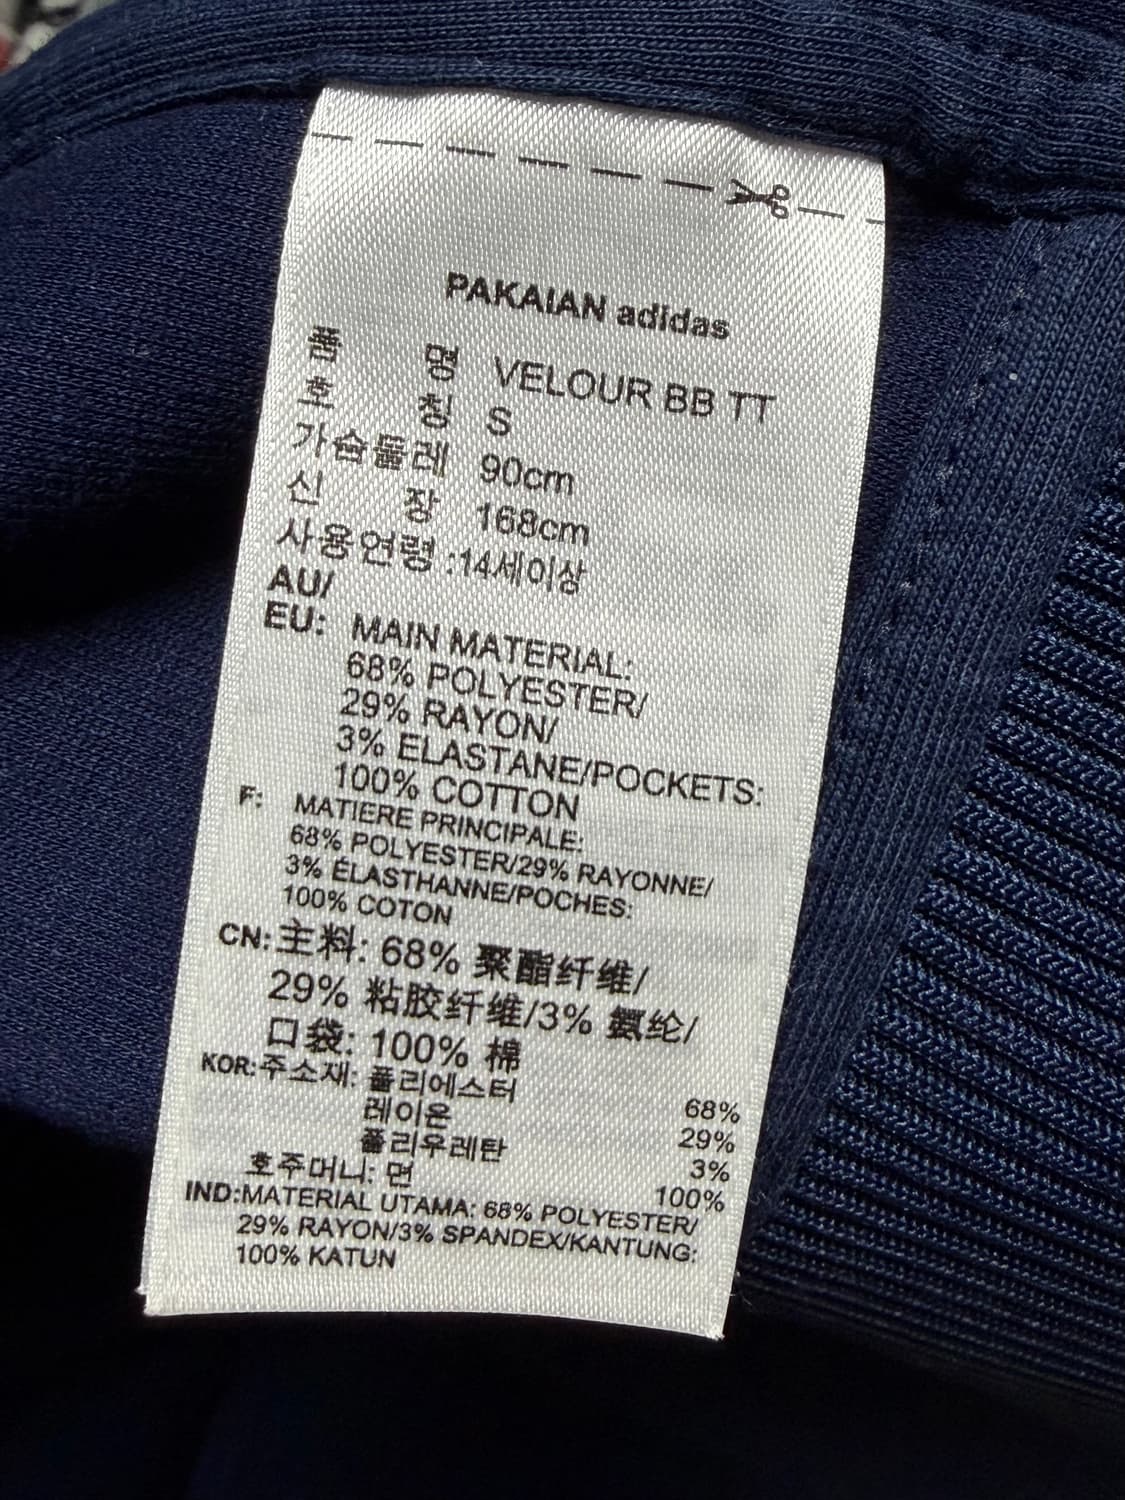 PAKAIAN adidas
품 명 VELOUR BB TT
호 칭 S
가슴둘레 90cm
신 장 168cm
사용연령 :14세이상
AU/
EU: MAIN MATERIAL:
68% POLYESTER/
29% RAYON/
3% ELASTANE/POCKETS:
100% COTTON
F: MATIERE PRINCIPALE:
68% POLYESTER/29% RAYONNE/
3% ÉLASTHANNE/POCHES:
100% COTON
CN:主料: 68% 聚酯纤维/
29% 粘胶纤维/3% 氨纶/
口袋: 100% 棉
KOR:주소재: 폴리에스터 68%
레이온 29%
폴리우레탄 3%
호주머니: 면 100%
IND:MATERIAL UTAMA: 68% POLYESTER/
29% RAYON/3% SPANDEX/KANTUNG:
100% KATUN